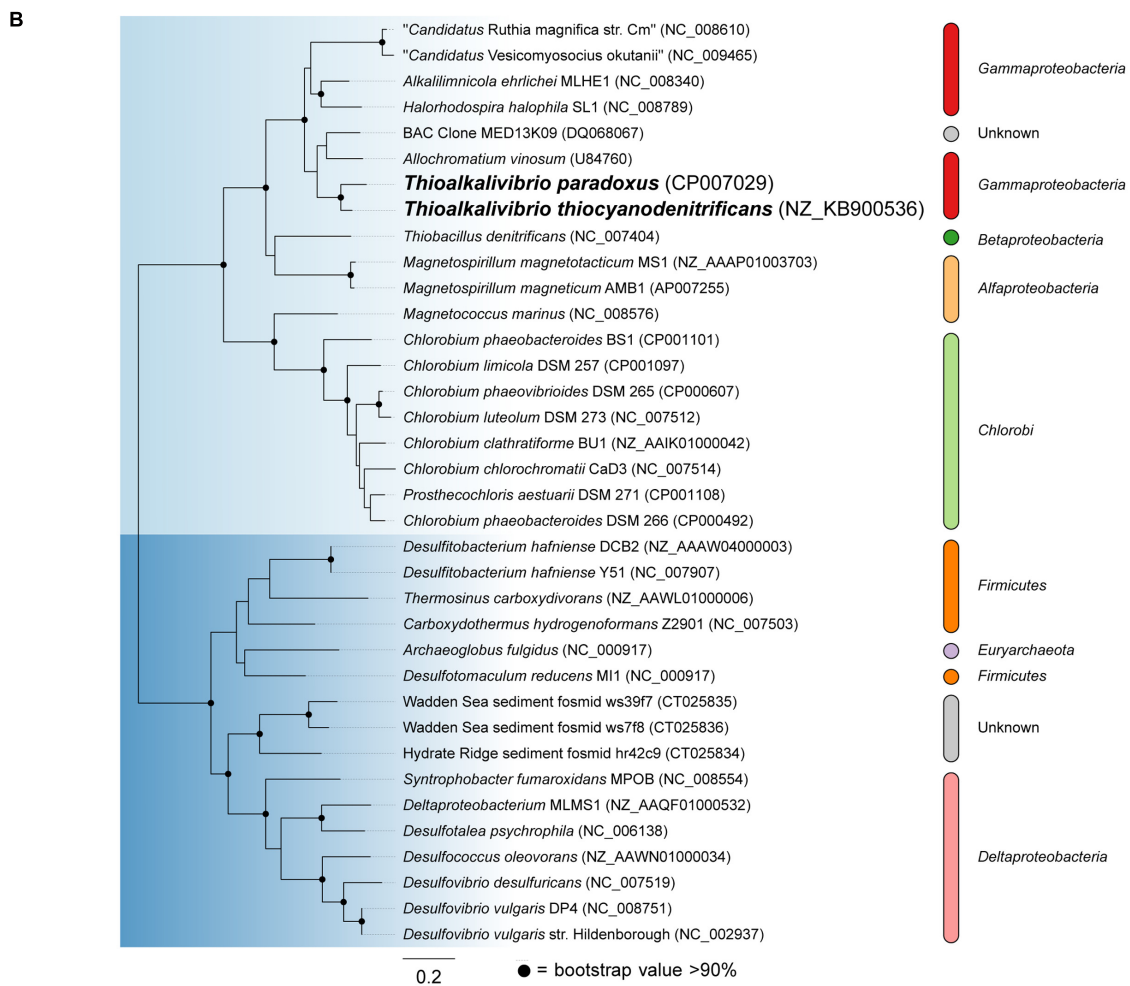 B
"Candidatus Ruthia magnifica str. Cm" (NC_008610)
"Candidatus Vesicomyosocius okutanii" (NC_009465)
Alkalilimnicola ehrlichei MLHE1 (NC_008340)
Halorhodospira halophila SL1 (NC_008789)
Gammaproteobacteria
BAC Clone MED13K09 (DQ068067)
Unknown
Allochromatium vinosum (U84760)
Thioalkalivibrio paradoxus (CP007029)
Thioalkalivibrio thiocyanodenitrificans (NZ_KB900536)
Gammaproteobacteria
Thiobacillus denitrificans (NC_007404)
Betaproteobacteria
Magnetospirillum magnetotacticum MS1 (NZ_AAAP01003703)
Magnetospirillum magneticum AMB1 (AP007255)
Magnetococcus marinus (NC_008576)
Alfaproteobacteria
Chlorobium phaeobacteroides BS1 (CP001101)
Chlorobium limicola DSM 257 (CP001097)
Chlorobium phaeovibrioides DSM 265 (CP000607)
Chlorobium luteolum DSM 273 (NC_007512)
Chlorobium clathratiforme BU1 (NZ_AAIK01000042)
Chlorobium chlorochromatii CaD3 (NC_007514)
Prosthecochloris aestuarii DSM 271 (CP001108)
Chlorobium phaeobacteroides DSM 266 (CP000492)
Chlorobi
Desulfitobacterium hafniense DCB2 (NZ_AAAW04000003)
Desulfitobacterium hafniense Y51 (NC_007907)
Thermosinus carboxydivorans (NZ_AAWL01000006)
Carboxydothermus hydrogenoformans Z2901 (NC_007503)
Firmicutes
Archaeoglobus fulgidus (NC_000917)
Euryarchaeota
Desulfotomaculum reducens MI1 (NC_000917)
Firmicutes
Wadden Sea sediment fosmid ws39f7 (CT025835)
Wadden Sea sediment fosmid ws7f8 (CT025836)
Hydrate Ridge sediment fosmid hr42c9 (CT025834)
Unknown
Syntrophobacter fumaroxidans MPOB (NC_008554)
Deltaproteobacterium MLMS1 (NZ_AAQF01000532)
Desulfotalea psychrophila (NC_006138)
Desulfococcus oleovorans (NZ_AAWN01000034)
Desulfovibrio desulfuricans (NC_007519)
Desulfovibrio vulgaris DP4 (NC_008751)
Desulfovibrio vulgaris str. Hildenborough (NC_002937)
Deltaproteobacteria
0.2
= bootstrap value >90%